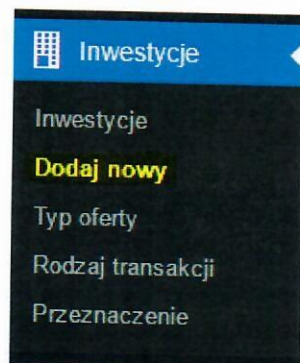 Inwestycje
Inwestycje
Dodaj nowy
Typ oferty
Rodzaj transakcji
Przeznaczenie